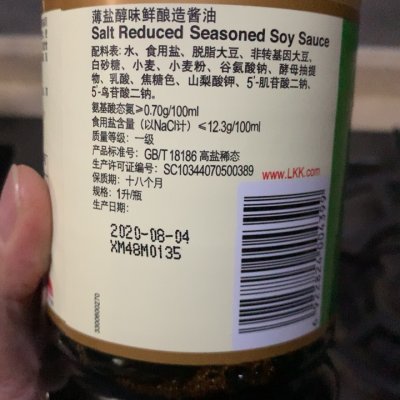 薄盐醇味鲜酿造酱油
Salt Reduced Seasoned Soy Sauce
配料表: 水、食用盐、脱脂大豆、非转基因大豆、
白砂糖、小麦、小麦粉、谷氨酸钠、酵母抽提
物、乳酸、焦糖色、山梨酸钾、5'-肌苷酸二钠、
5'-鸟苷酸二钠。
氨基酸态氮≥0.70g/100ml
食用盐含量（以NaCl计）≤12.3g/100ml
质量等级: 一级
产品标准号: GB/T 18186 高盐稀态
生产许可证编号: SC10344070500389
www.LKK.com
保质期: 十八个月
规格: 1升/瓶
生产日期:
2020-08-04
XM48M0135
3300600270